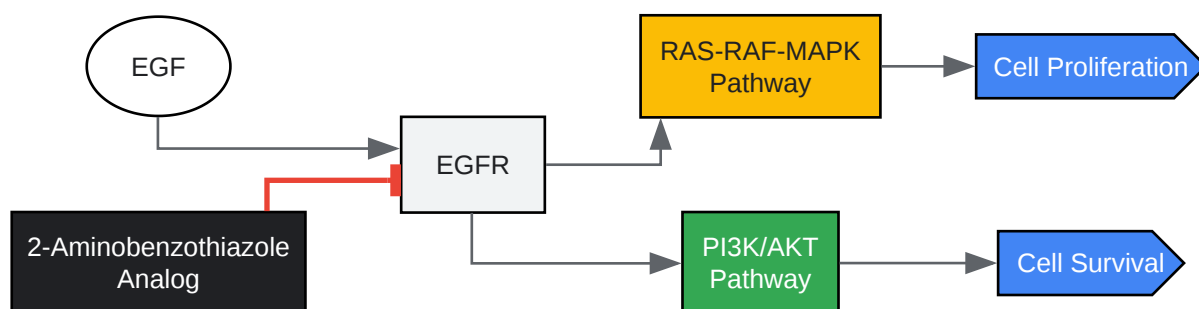 EGF
RAS-RAF-MAPK
Pathway
Cell Proliferation
EGFR
2-Aminobenzothiazole
Analog
PI3K/AKT
Pathway
Cell Survival